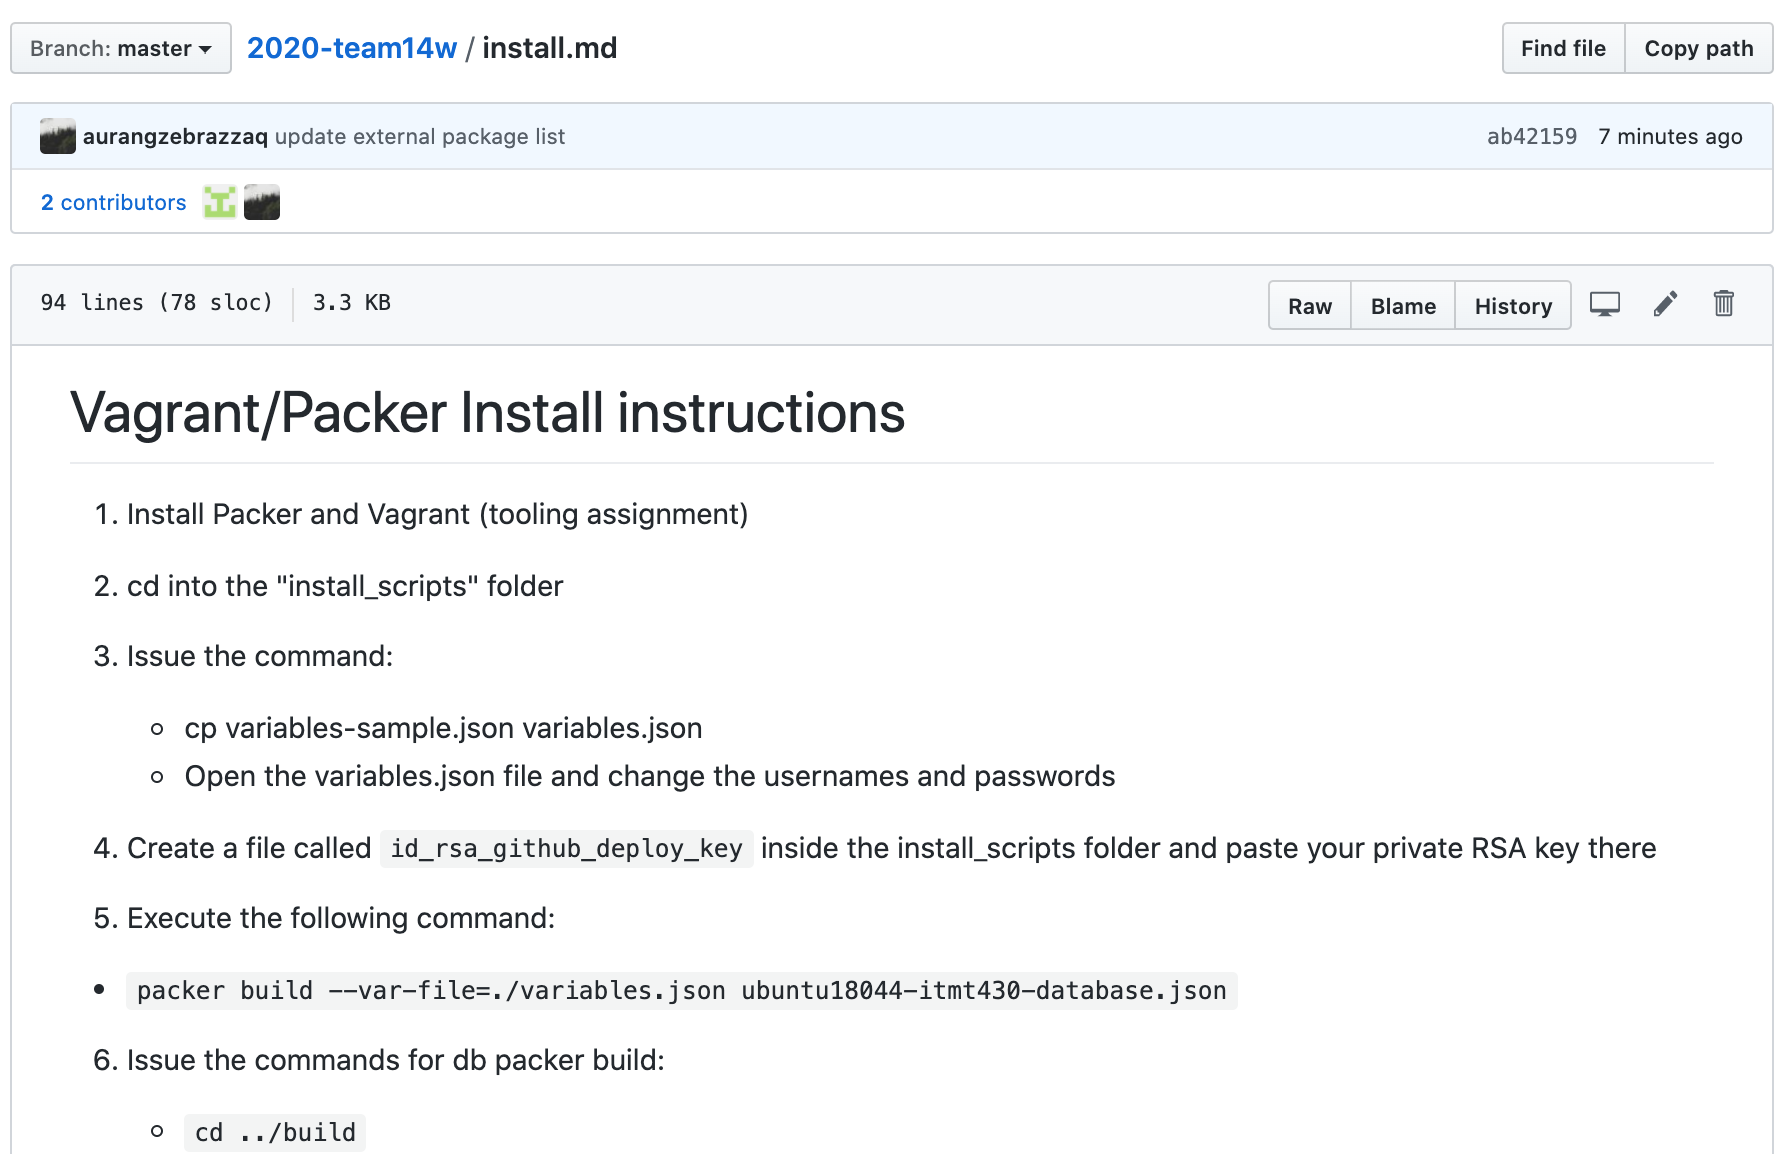 Branch: master 2020-team14w / install.md Find file Copy path
aurangzebrazzaq update external package list ab42159 7 minutes ago
2 contributors
94 lines (78 sloc) 3.3 KB Raw Blame History
Vagrant/Packer Install instructions
1. Install Packer and Vagrant (tooling assignment)
2. cd into the "install_scripts" folder
3. Issue the command:
cp variables-sample.json variables.json
Open the variables.json file and change the usernames and passwords
4. Create a file called id_rsa_github_deploy_key inside the install_scripts folder and paste your private RSA key there
5. Execute the following command:
packer build --var-file=./variables.json ubuntu18044-itmt430-database.json
6. Issue the commands for db packer build:
cd ../build